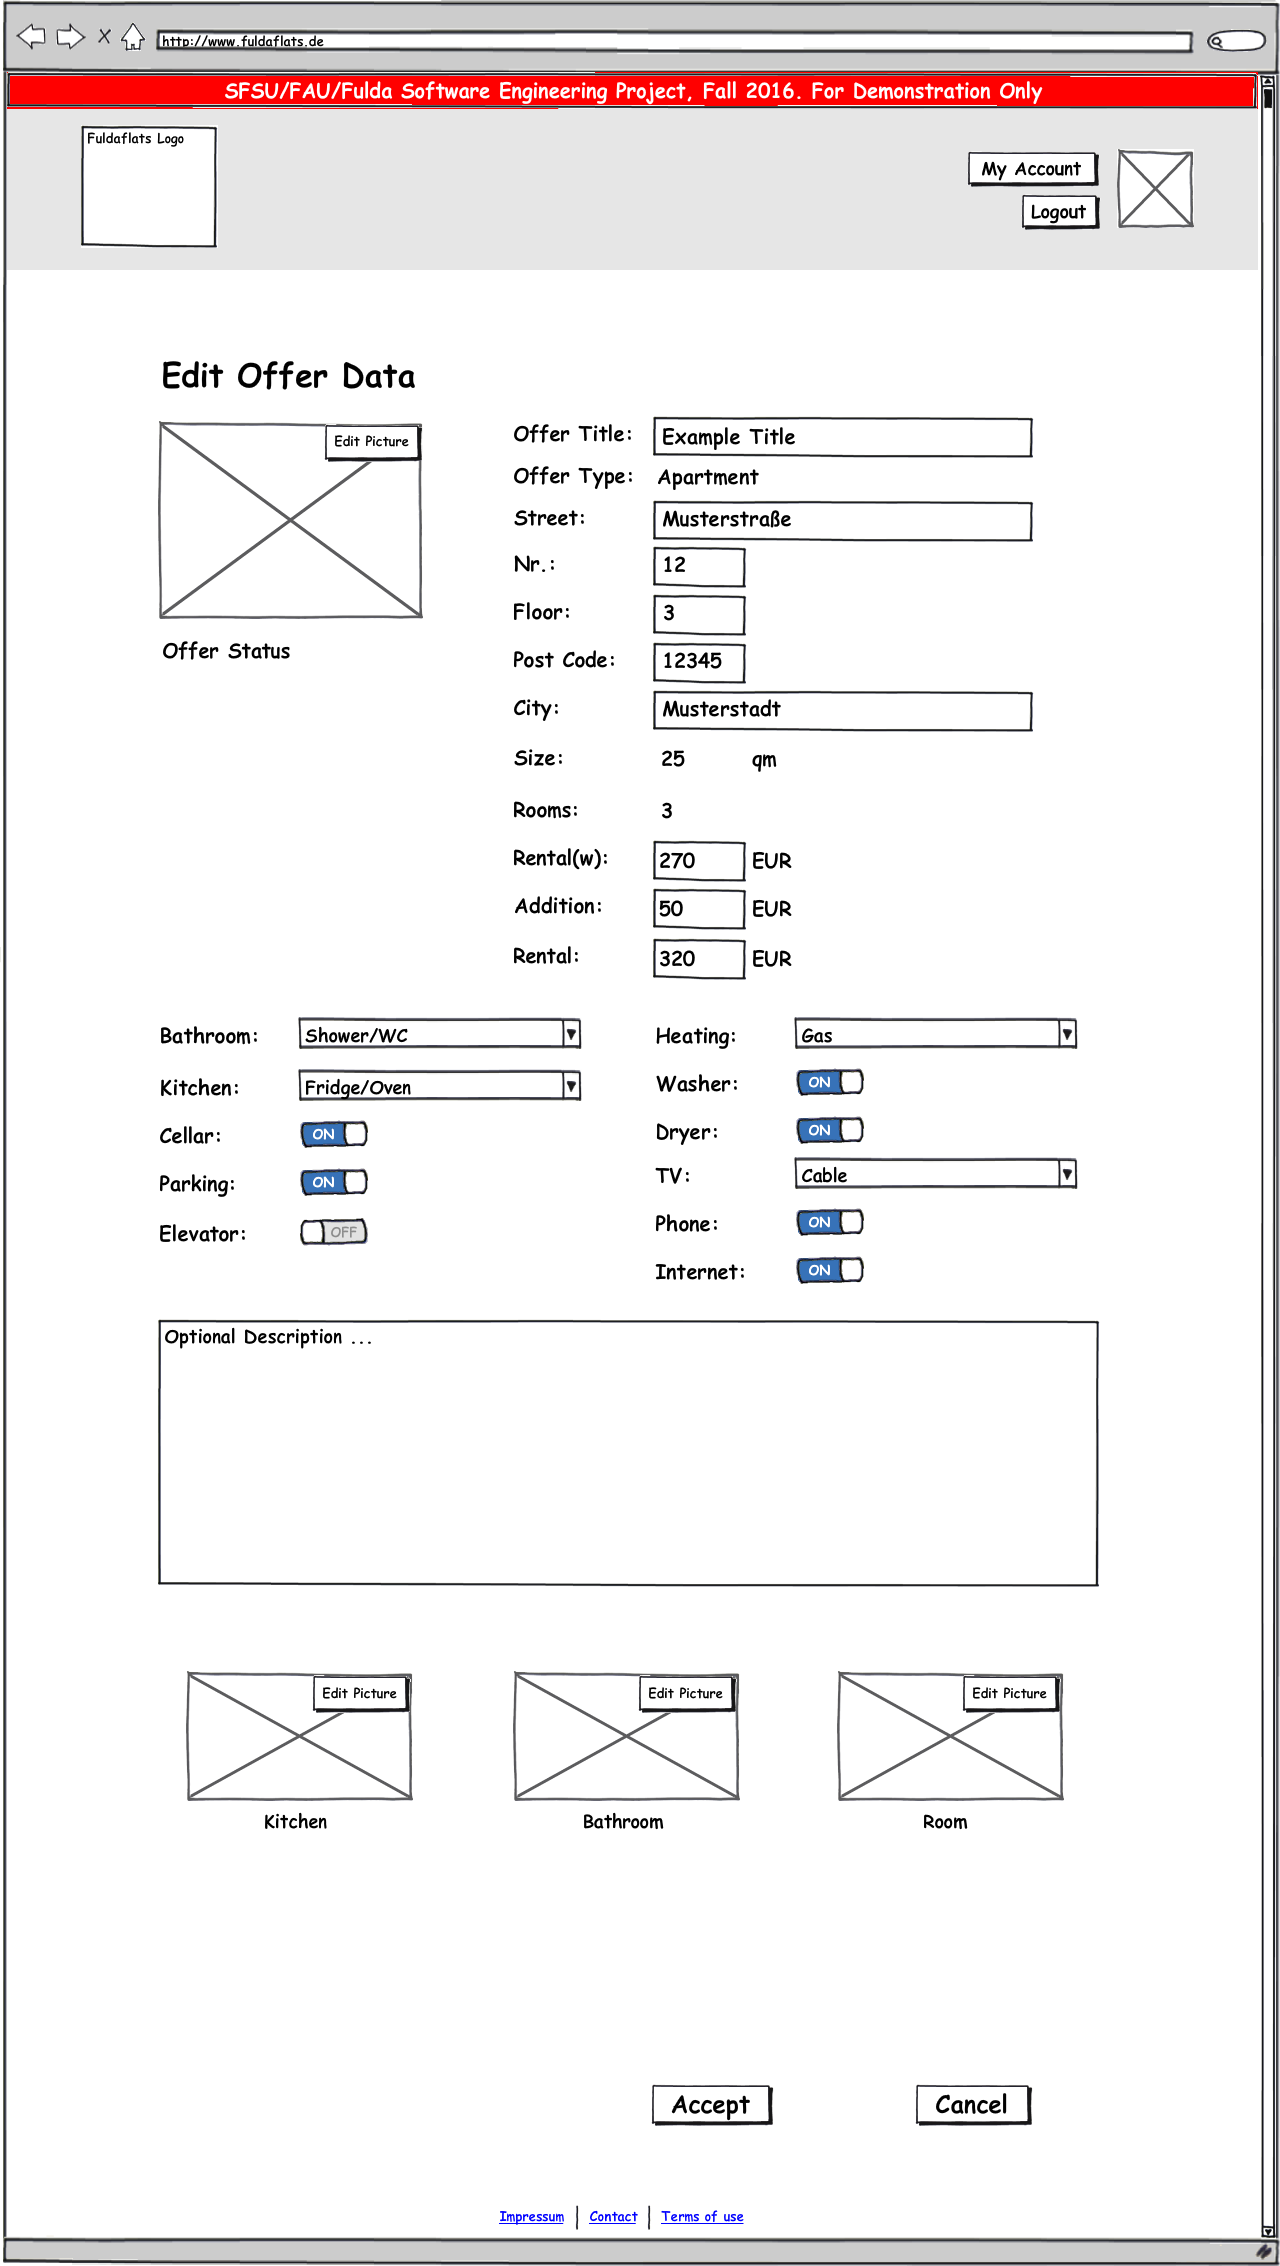 http://www.fuldaflats.de
SFSU/FAU/Fulda Software Engineering Project, Fall 2016. For Demonstration Only
Fuldaflats Logo
My Account
Logout
Edit Offer Data
Edit Picture
Offer Status
Offer Title: Example Title
Offer Type: Apartment
Street: Musterstraße
Nr.: 12
Floor: 3
Post Code: 12345
City: Musterstadt
Size: 25 qm
Rooms: 3
Rental(w): 270 EUR
Addition: 50 EUR
Rental: 320 EUR
Bathroom: Shower/WC
Kitchen: Fridge/Oven
Cellar: ON
Parking: ON
Elevator: OFF
Heating: Gas
Washer: ON
Dryer: ON
TV: Cable
Phone: ON
Internet: ON
Optional Description ...
Edit Picture Edit Picture Edit Picture
Kitchen Bathroom Room
Accept Cancel
Impressum Contact Terms of use